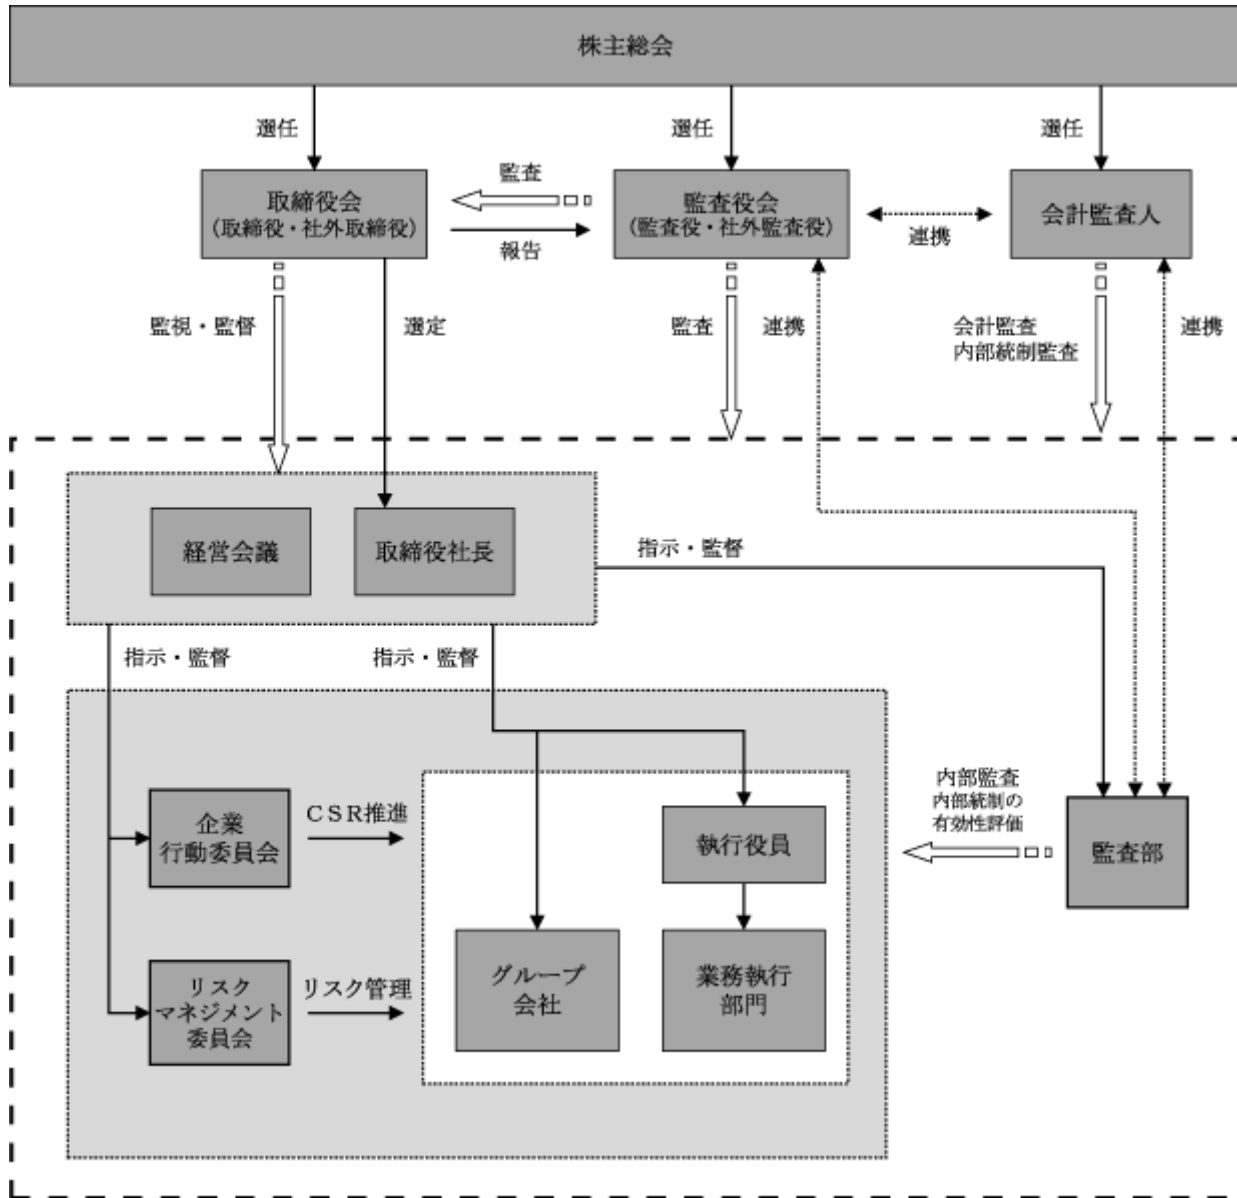 株主総会
選任
選任
選任
取締役会
(取締役・社外取締役)
監査
報告
監査役会
(監査役・社外監査役)
連携
会計監査人
監視・監督
選定
監査
連携
会計監査
内部統制監査
連携
経営会議
取締役社長
指示・監督
指示・監督
指示・監督
企業
行動委員会
CSR推進
執行役員
内部監査
内部統制の
有効性評価
監査部
リスク
マネジメント
委員会
リスク管理
グループ
会社
業務執行
部門